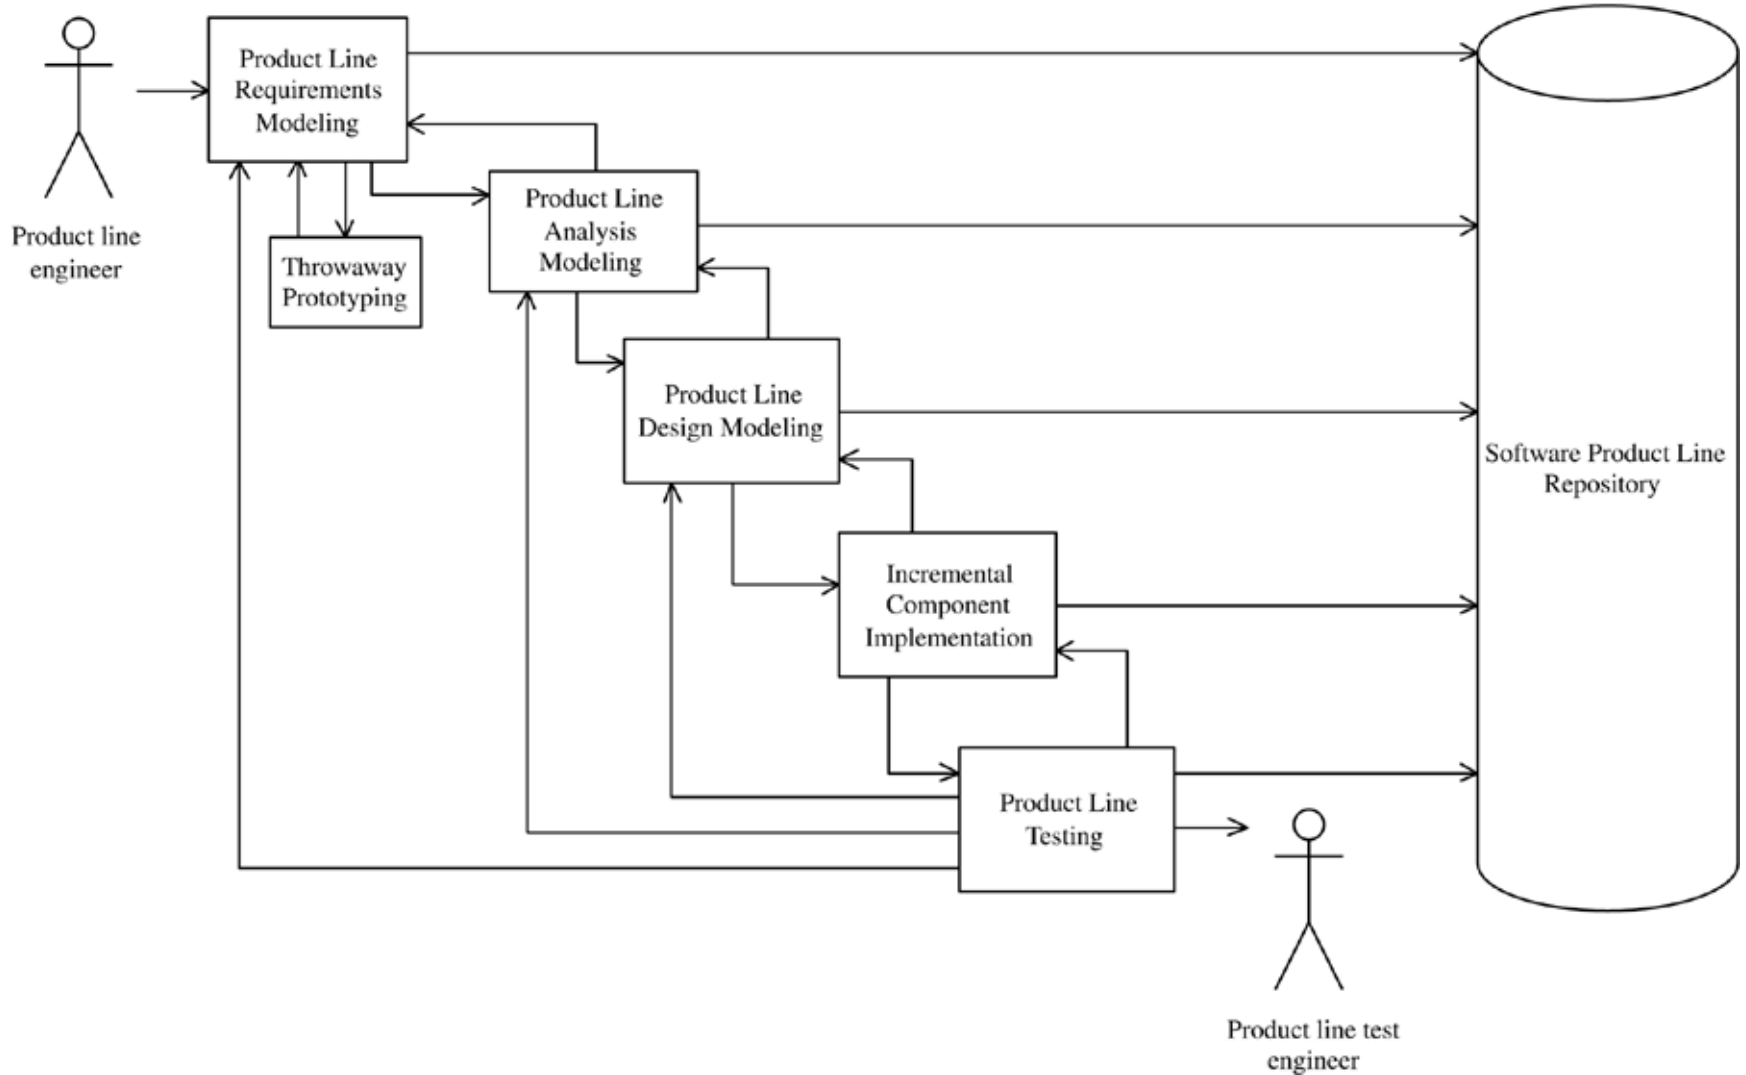 Product Line
Requirements
Modeling
Product line
engineer
Throwaway
Prototyping
Product Line
Analysis
Modeling
Product Line
Design Modeling
Incremental
Component
Implementation
Product Line
Testing
Software Product Line
Repository
Product line test
engineer